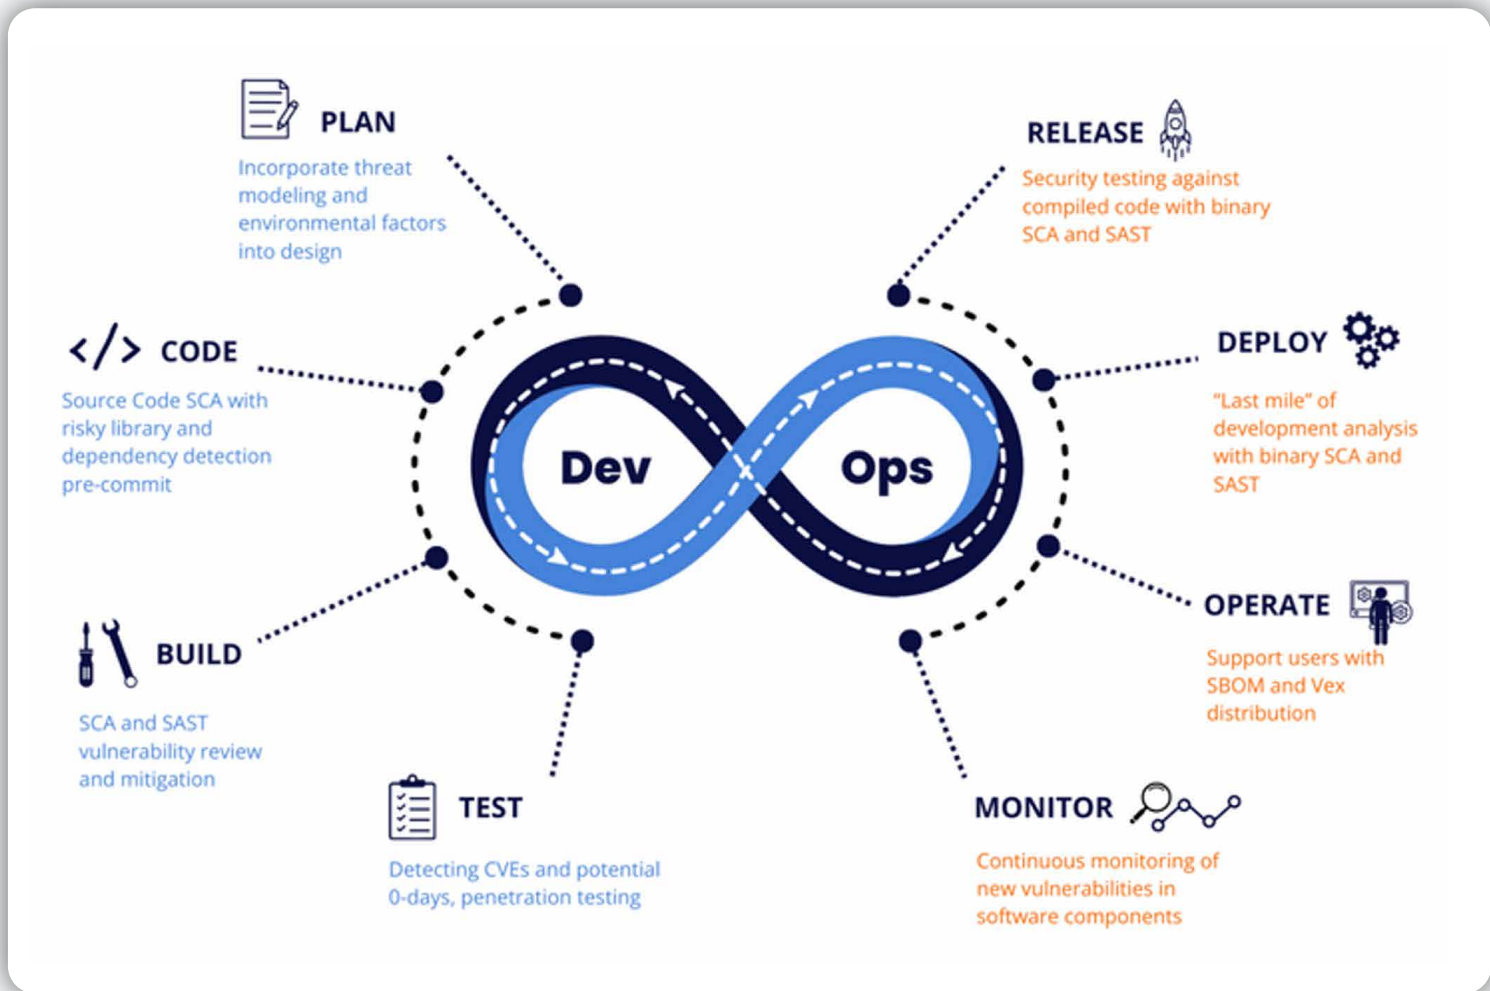 PLAN
Incorporate threat
modeling and
environmental factors
into design
</> CODE
Source Code SCA with
risky library and
dependency detection
pre-commit
BUILD
SCA and SAST
vulnerability review
and mitigation
TEST
Detecting CVEs and potential
0-days, penetration testing
Dev
Ops
RELEASE
Security testing against
compiled code with binary
SCA and SAST
DEPLOY
"Last mile" of
development analysis
with binary SCA and
SAST
OPERATE
Support users with
SBOM and Vex
distribution
MONITOR
Continuous monitoring of
new vulnerabilities in
software components